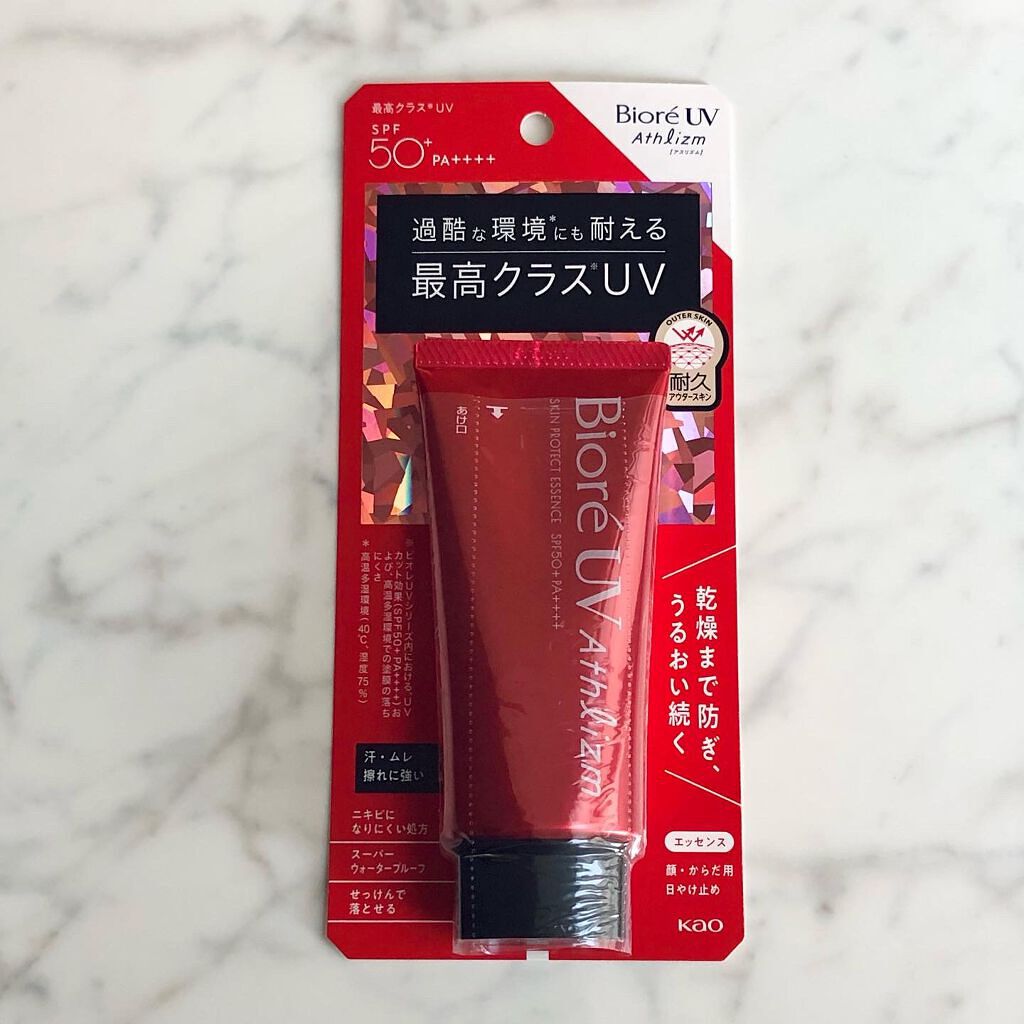 最高クラス※UV
SPF
50+ PA++++
Bioré UV
Athlizm
[アスリズム]
過酷な環境*にも耐える
最高クラス※UV
OUTER SKIN
耐久
アウタースキン
あけ口
Bioré UV Athlizm
SKIN PROTECT ESSENCE SPF50+ PA++++
乾燥まで防ぎ、
うるおい続く
※ビオレUVシリーズ内における、UV
カット効果(SPF50+ PA++++)お
よび、高温多湿環境での塗膜の落ち
にくさ
*高温多湿環境(40℃、湿度75%)
汗・ムレ
擦れに強い
ニキビに
なりにくい処方
スーパー
ウォータープルーフ
せっけんで
落とせる
エッセンス
顔・からだ用
日やけ止め
Kao